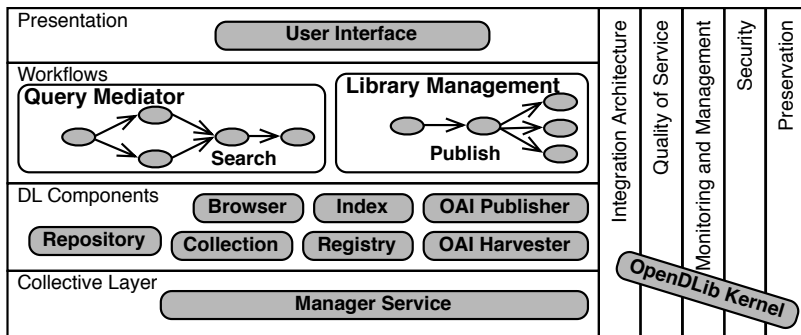 Presentation
User Interface
Workflows
Query Mediator
Search
Library Management
Publish
DL Components
Browser
Index
OAI Publisher
Repository
Collection
Registry
OAI Harvester
Collective Layer
Manager Service
Integration Architecture
Quality of Service
Monitoring and Management
Security
Preservation
OpenDLib Kernel